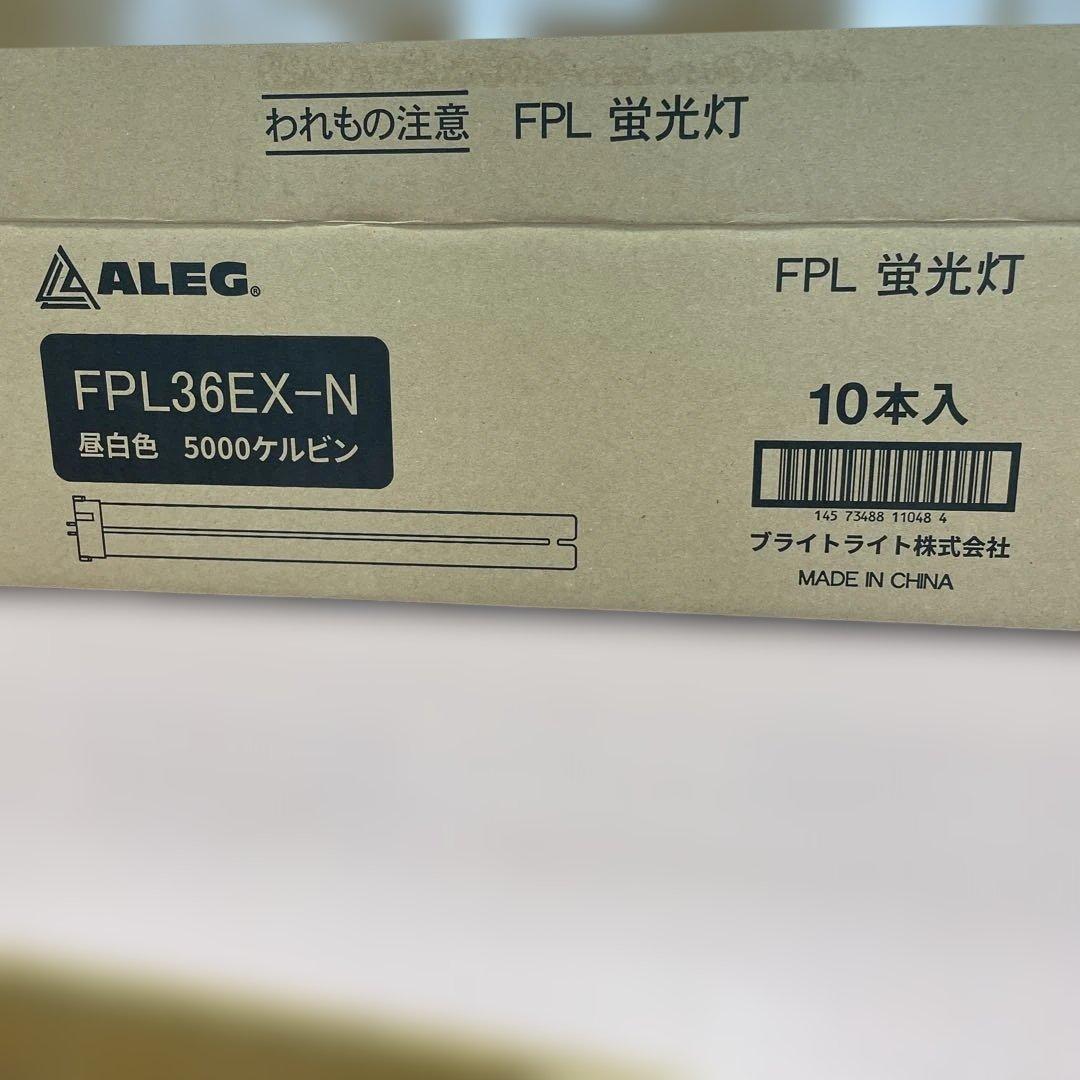 われもの注意 FPL 蛍光灯
ALEG®
FPL 蛍光灯
FPL36EX-N
昼白色 5000ケルビン
10本入
145 73488 11048 4
ブライトライト株式会社
MADE IN CHINA